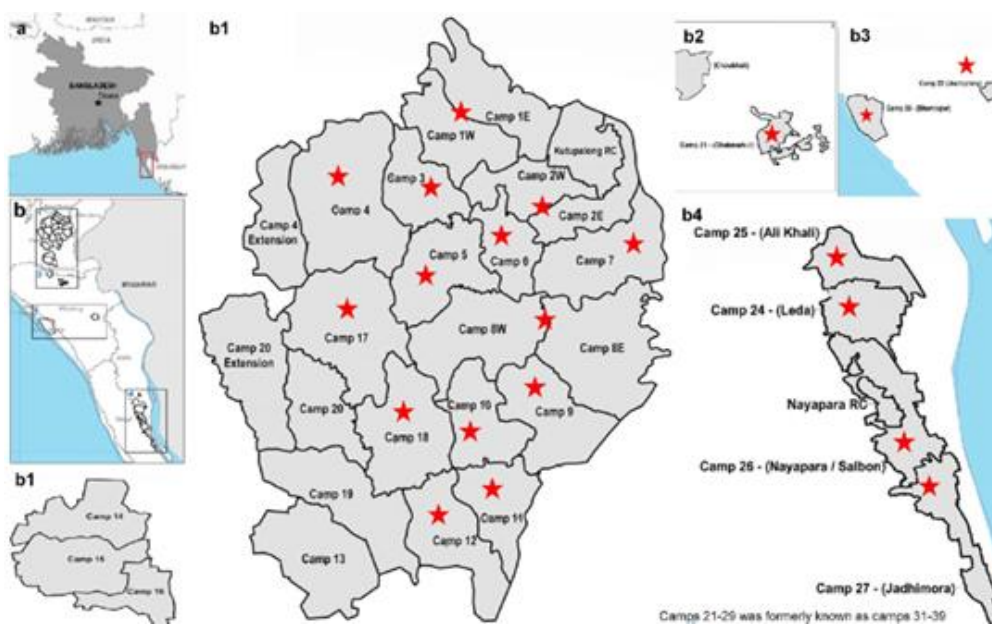 a
BANGLADESH
Dhaka
b
b1
Camp 14
Camp 15
Camp 16
b1
Camp 1E
Camp 1W
Kutupalong RC
Camp 3
Camp 2W
Camp 4
Camp 2E
Camp 4
Extension
Camp 5
Camp 6
Camp 7
Camp 17
Camp 8W
Camp 20
Extension
Camp 8E
Camp 20
Camp 10
Camp 9
Camp 18
Camp 19
Camp 11
Camp 12
Camp 13
b2
b3
Camp 21 -
b4
Camp 25 - (Ali Khali)
Camp 24 - (Leda)
Nayapara RC
Camp 26 - (Nayapara / Salbon)
Camp 27 - (Jadhimora)
Camps 21-29 was formerly known as camps 31-39